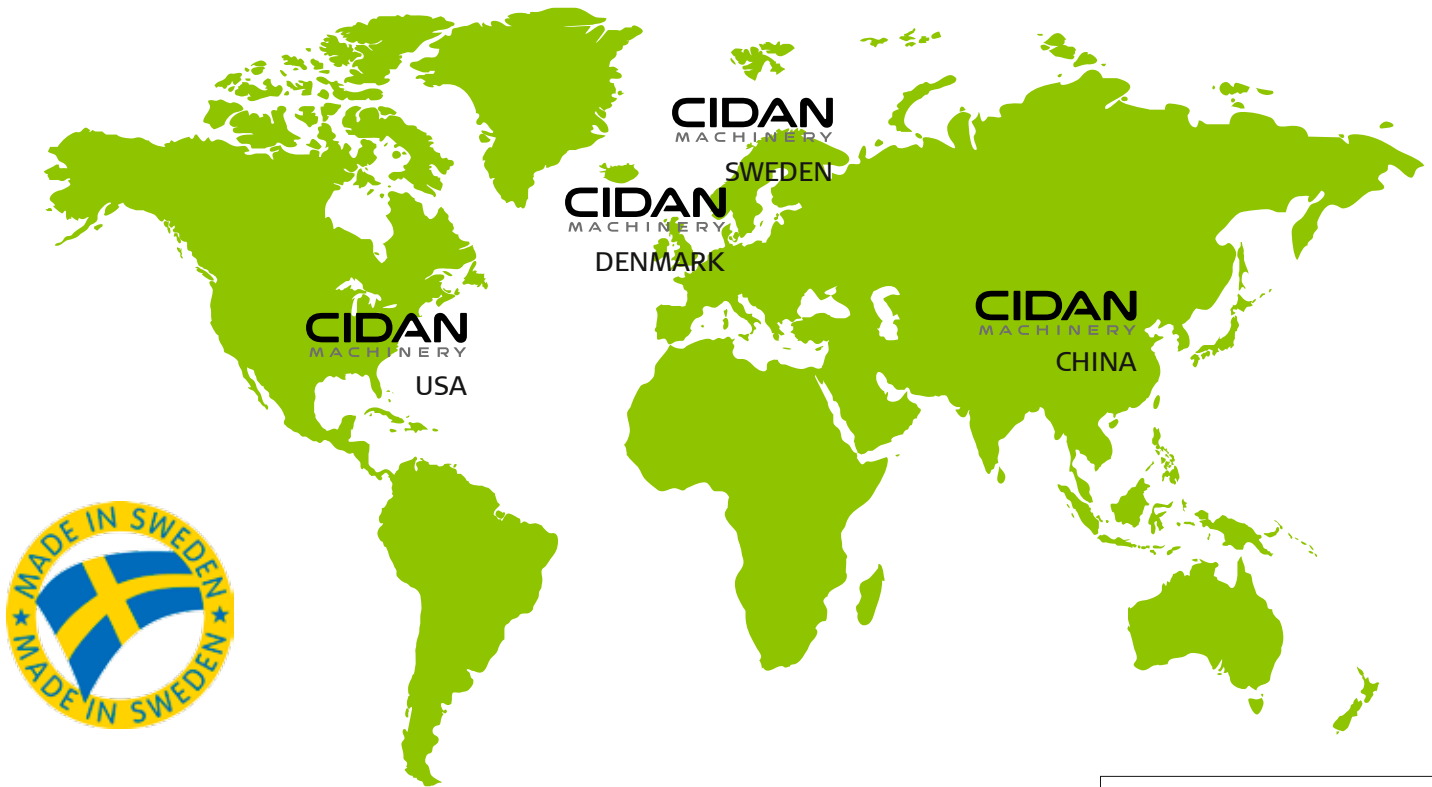 CIDAN
MACHINERY
SWEDEN
CIDAN
MACHINERY
DENMARK
CIDAN
MACHINERY
CHINA
CIDAN
MACHINERY
USA
MADE IN SWEDEN
MADE IN SWEDEN